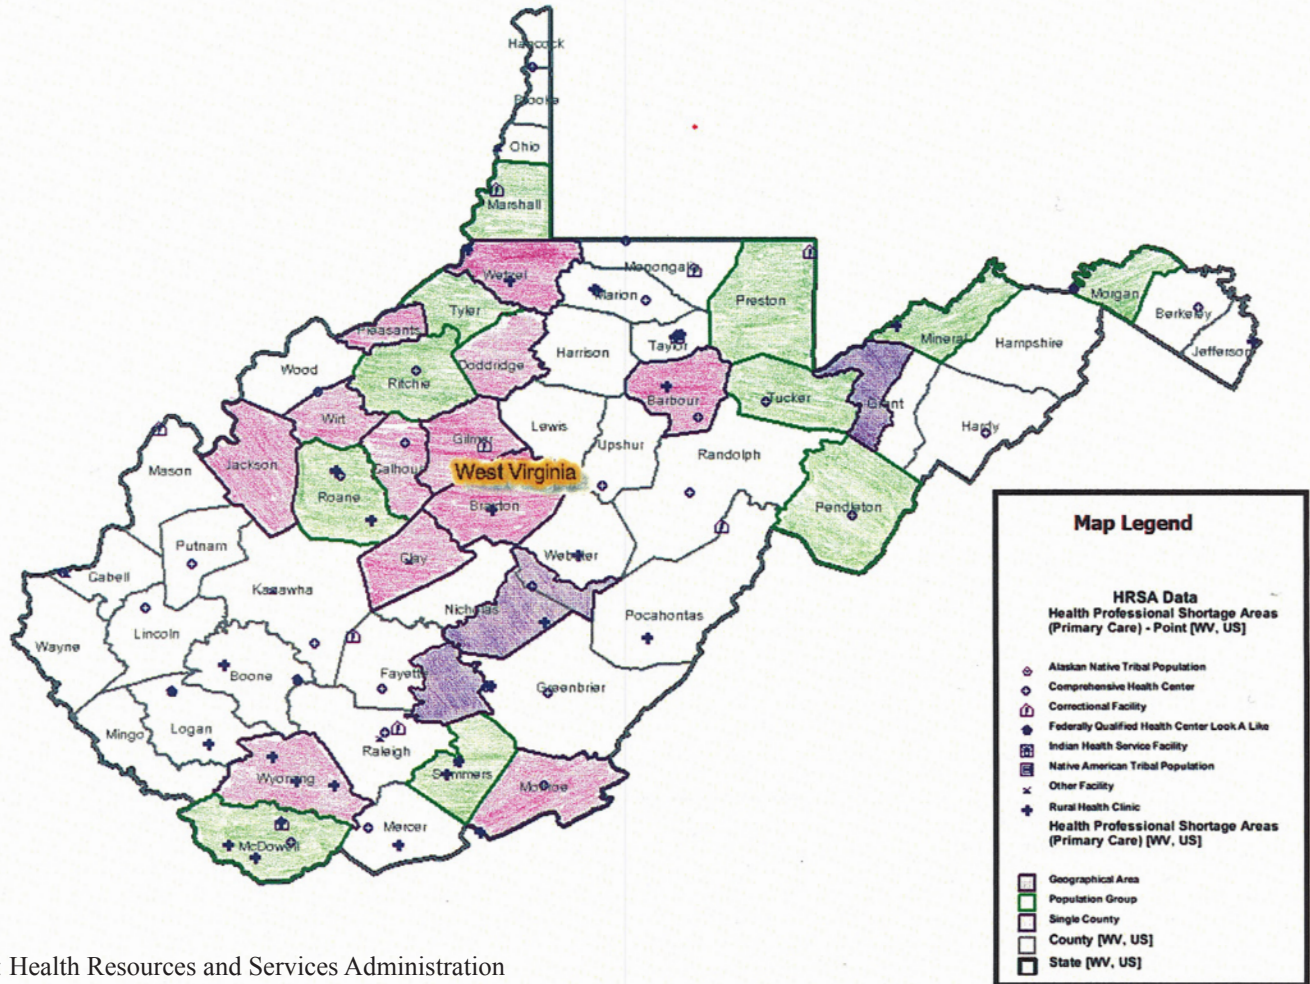 Hancock
Brooke
Ohio
Marshall
Wetzel
Monongalia
Marion
Preston
Morgan
Berkeley
Jefferson
Mineral
Hampshire
Tyler
Pleasants
Taylor
Harrison
Doddridge
Wood
Ritchie
Barbour
Tucker
Grant
Wirt
Lewis
Hardy
Gilmer
Upshur
Randolph
Calhoun
Jackson
Mason
West Virginia
Roane
Braxton
Pendleton
Putnam
Clay
Webster
Cabell
Kanawha
Nicholas
Pocahontas
Lincoln
Wayne
Fayette
Boone
Greenbrier
Logan
Mingo
Raleigh
Summers
Wyoming
Monroe
Mercer
McDowell
Map Legend
HRSA Data
Health Professional Shortage Areas
(Primary Care) - Point [WV, US]
Alaskan Native Tribal Population
Comprehensive Health Center
Correctional Facility
Federally Qualified Health Center Look A Like
Indian Health Service Facility
Native American Tribal Population
Other Facility
Rural Health Clinic
Health Professional Shortage Areas
(Primary Care) [WV, US]
Geographical Area
Population Group
Single County
County [WV, US]
State [WV, US]
Health Resources and Services Administration